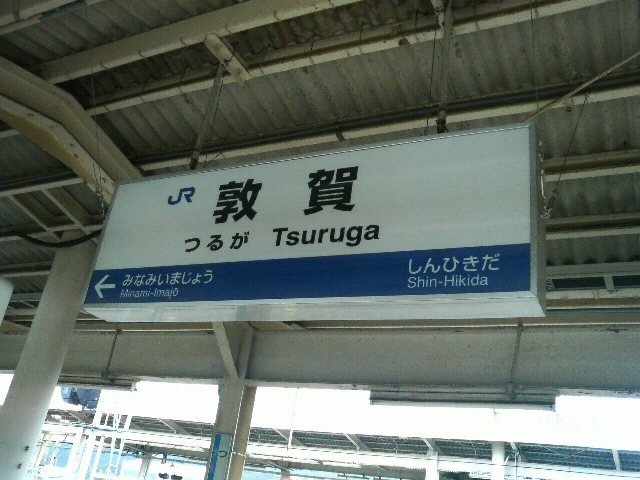 JR 敦賀
つるが Tsuruga
みなみいまじょう
Minami-Imajō
しんひきだ
Shin-Hikida
つ